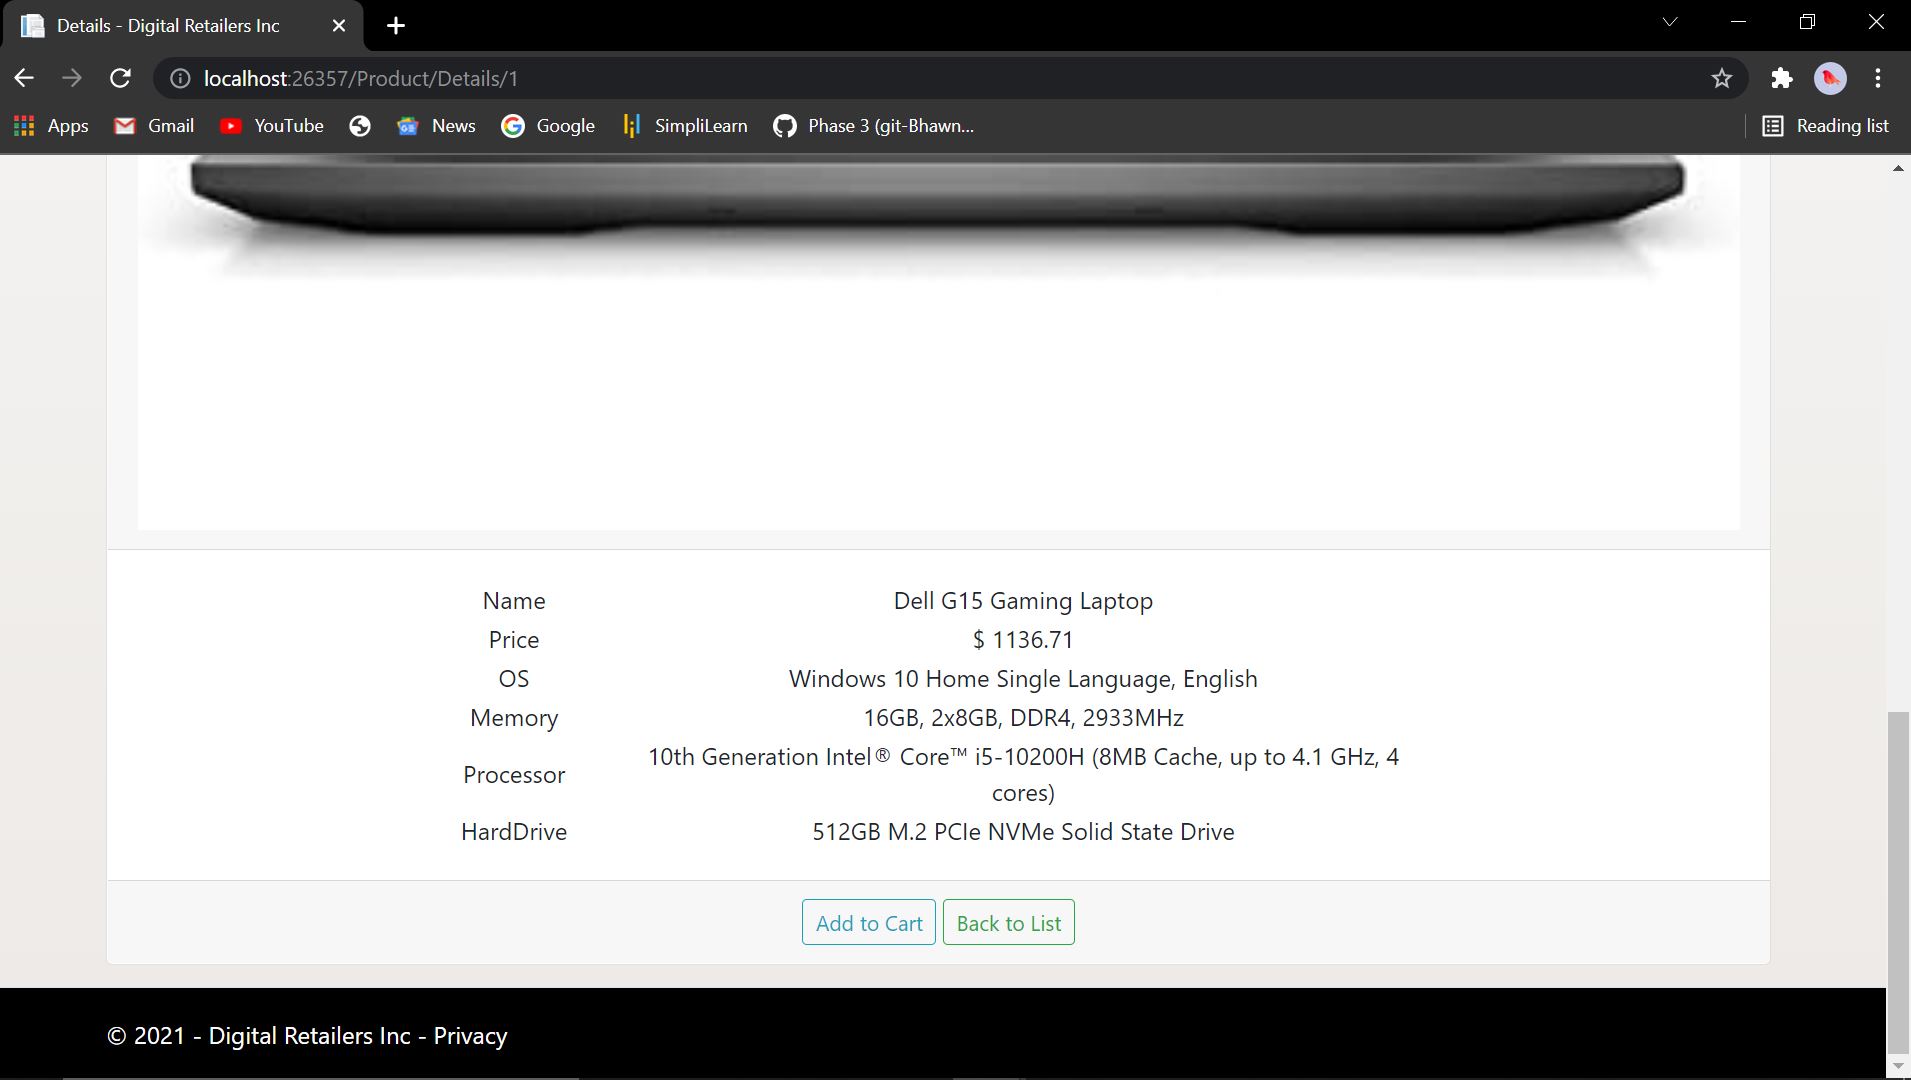 Details - Digital Retailers Inc
localhost:26357/Product/Details/1
Apps Gmail YouTube News Google SimpliLearn Phase 3 (git-Bhawn... Reading list
Name Dell G15 Gaming Laptop
Price $ 1136.71
OS Windows 10 Home Single Language, English
Memory 16GB, 2x8GB, DDR4, 2933MHz
Processor 10th Generation Intel® Core™ i5-10200H (8MB Cache, up to 4.1 GHz, 4
cores)
HardDrive 512GB M.2 PCIe NVMe Solid State Drive
Add to Cart Back to List
© 2021 - Digital Retailers Inc - Privacy